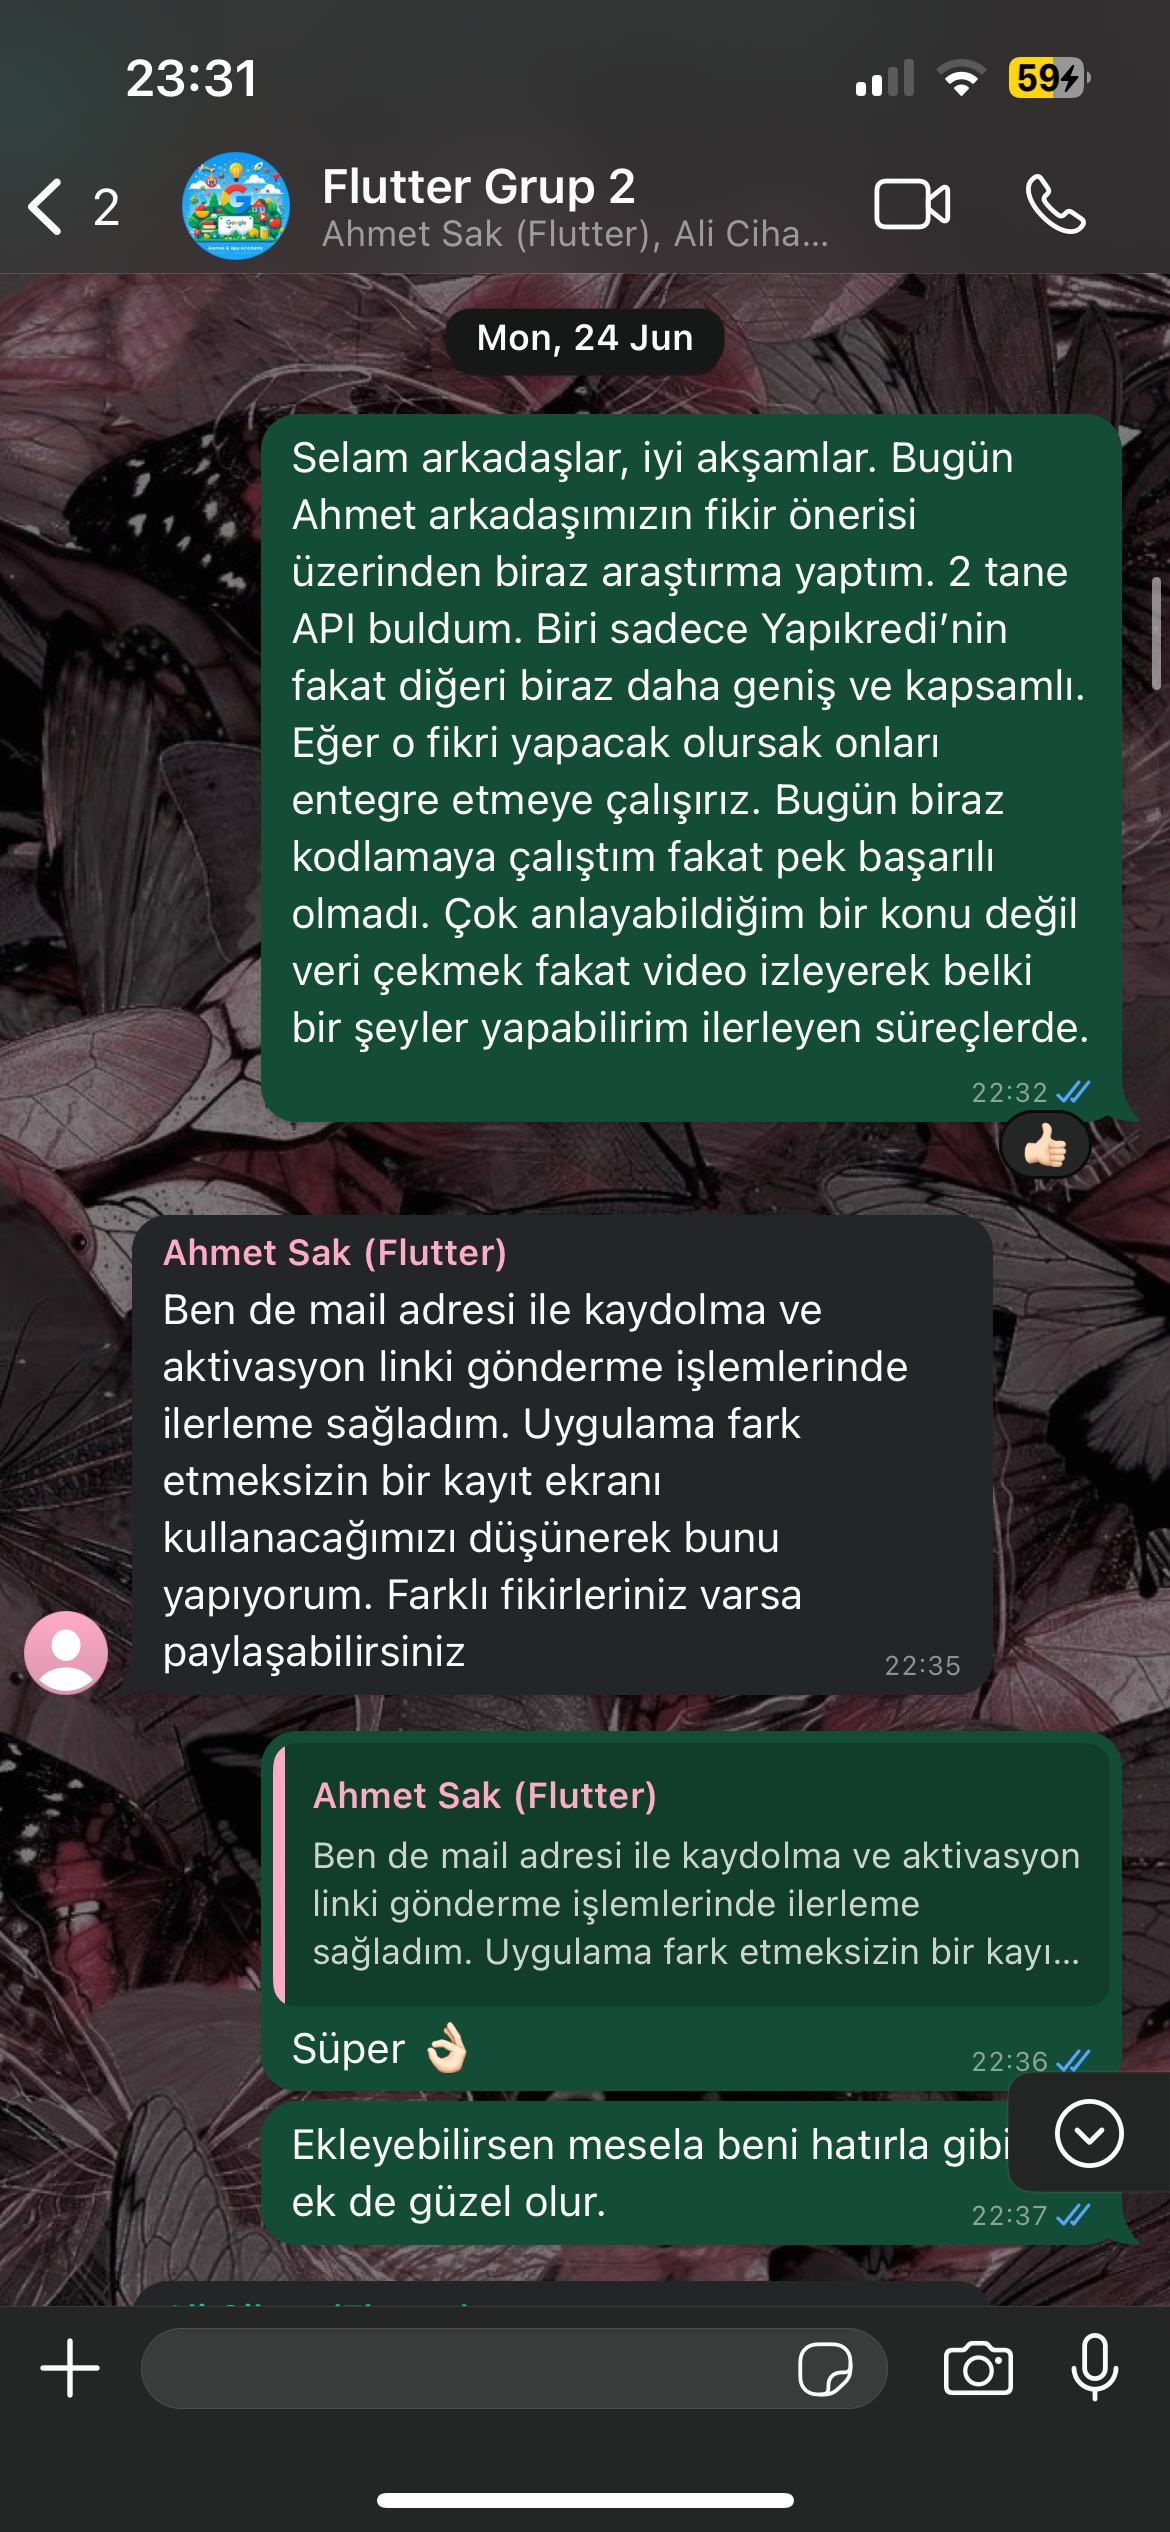 23:31
59
2
Flutter Grup 2
Ahmet Sak (Flutter), Ali Ciha...
Google
Games & App Academy
Mon, 24 Jun
Selam arkadaşlar, iyi akşamlar. Bugün
Ahmet arkadaşımızın fikir önerisi
üzerinden biraz araştırma yaptım. 2 tane
API buldum. Biri sadece Yapıkredi’nin
fakat diğeri biraz daha geniş ve kapsamlı.
Eğer o fikri yapacak olursak onları
entegre etmeye çalışırız. Bugün biraz
kodlamaya çalıştım fakat pek başarılı
olmadı. Çok anlayabildiğim bir konu değil
veri çekmek fakat video izleyerek belki
bir şeyler yapabilirim ilerleyen süreçlerde.
22:32
Ahmet Sak (Flutter)
Ben de mail adresi ile kaydolma ve
aktivasyon linki gönderme işlemlerinde
ilerleme sağladım. Uygulama fark
etmeksizin bir kayıt ekranı
kullanacağımızı düşünerek bunu
yapıyorum. Farklı fikirleriniz varsa
paylaşabilirsiniz
22:35
Ahmet Sak (Flutter)
Ben de mail adresi ile kaydolma ve aktivasyon
linki gönderme işlemlerinde ilerleme
sağladım. Uygulama fark etmeksizin bir kayı...
Süper 👌🏻
22:36
Ekleyebilirsen mesela beni hatırla gibi
ek de güzel olur.
22:37